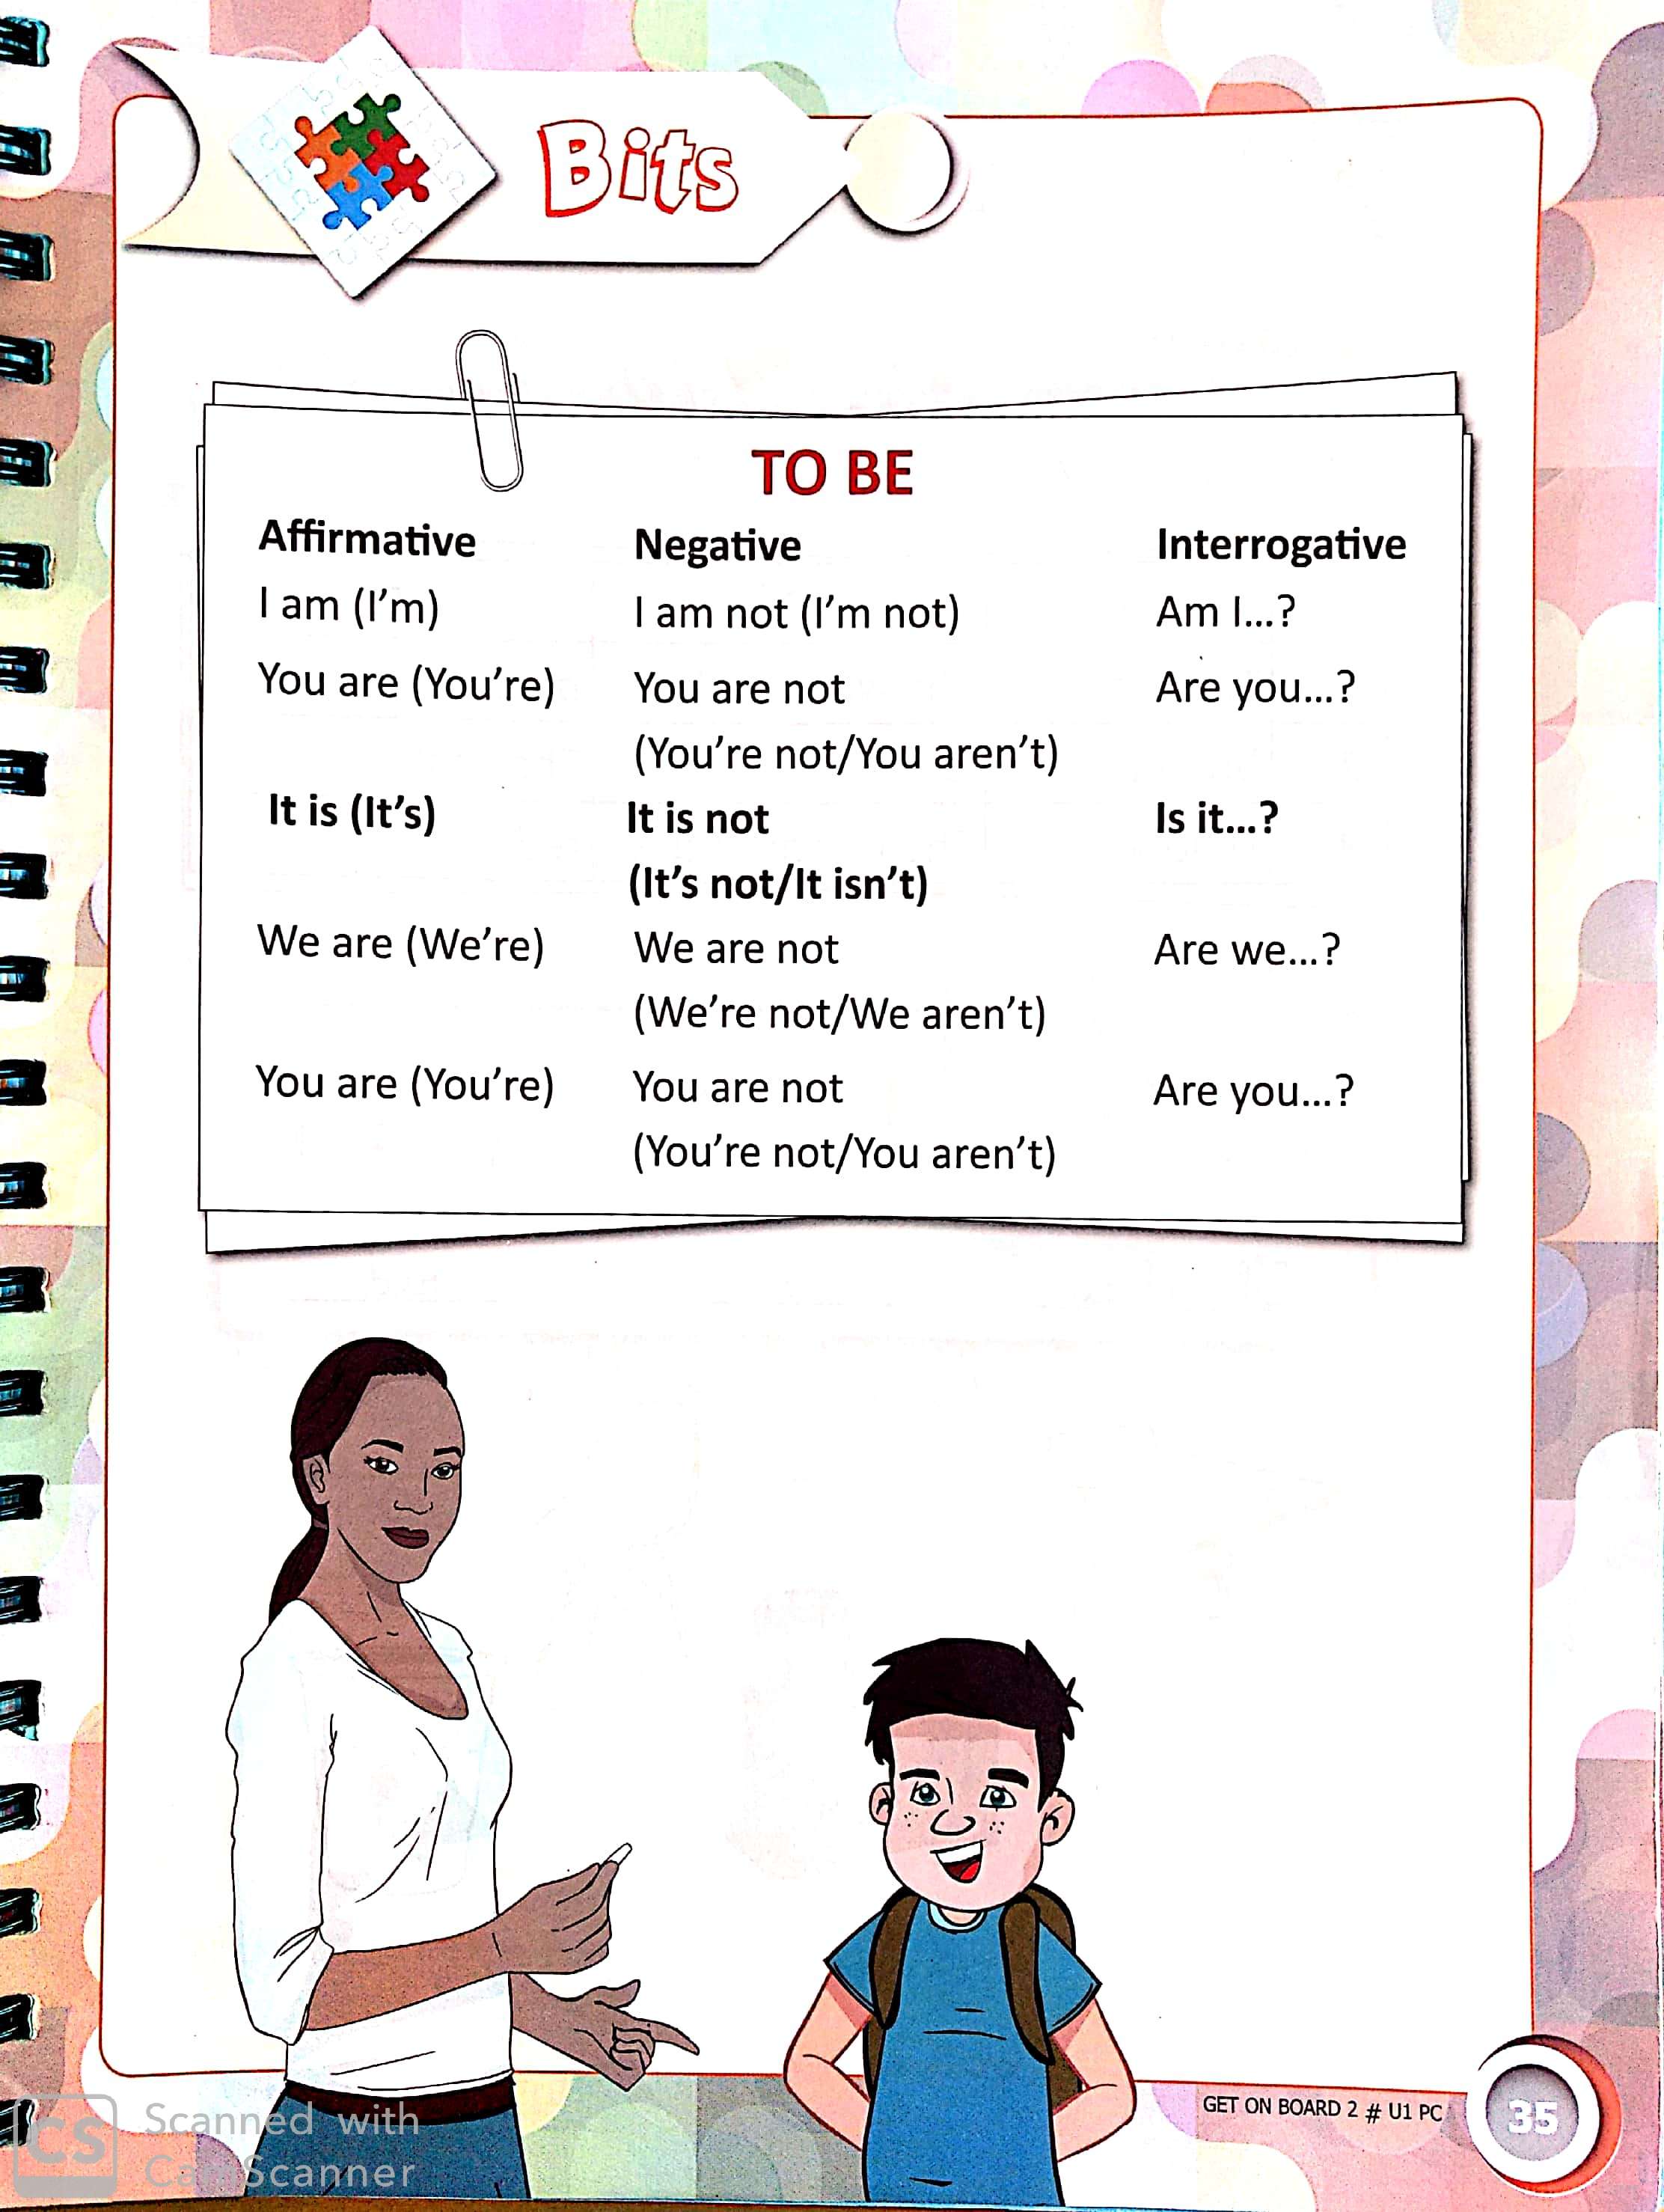 Bits
TO BE
Affirmative Negative Interrogative
I am (I’m) I am not (I’m not) Am I...?
You are (You’re) You are not Are you...?
(You’re not/You aren’t)
It is (It’s) It is not Is it...?
(It’s not/It isn’t)
We are (We’re) We are not Are we...?
(We’re not/We aren’t)
You are (You’re) You are not Are you...?
(You’re not/You aren’t)
GET ON BOARD 2 # U1 PC
35
CS
Scanned with
CamScanner